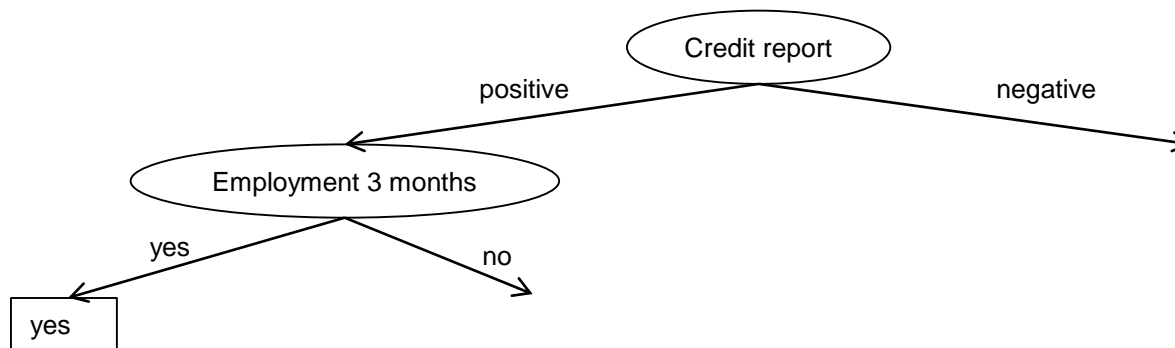 Credit report
positive
negative
Employment 3 months
yes
no
yes